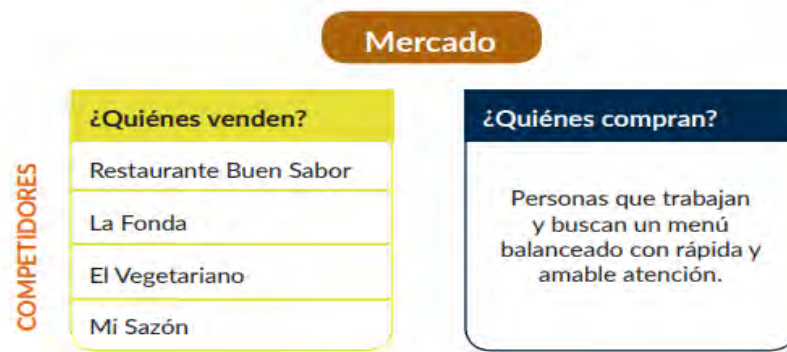 Mercado
¿Quiénes venden?
Restaurante Buen Sabor
La Fonda
El Vegetariano
Mi Sazón
COMPETIDORES
¿Quiénes compran?
Personas que trabajan
y buscan un menú
balanceado con rápida y
amable atención.